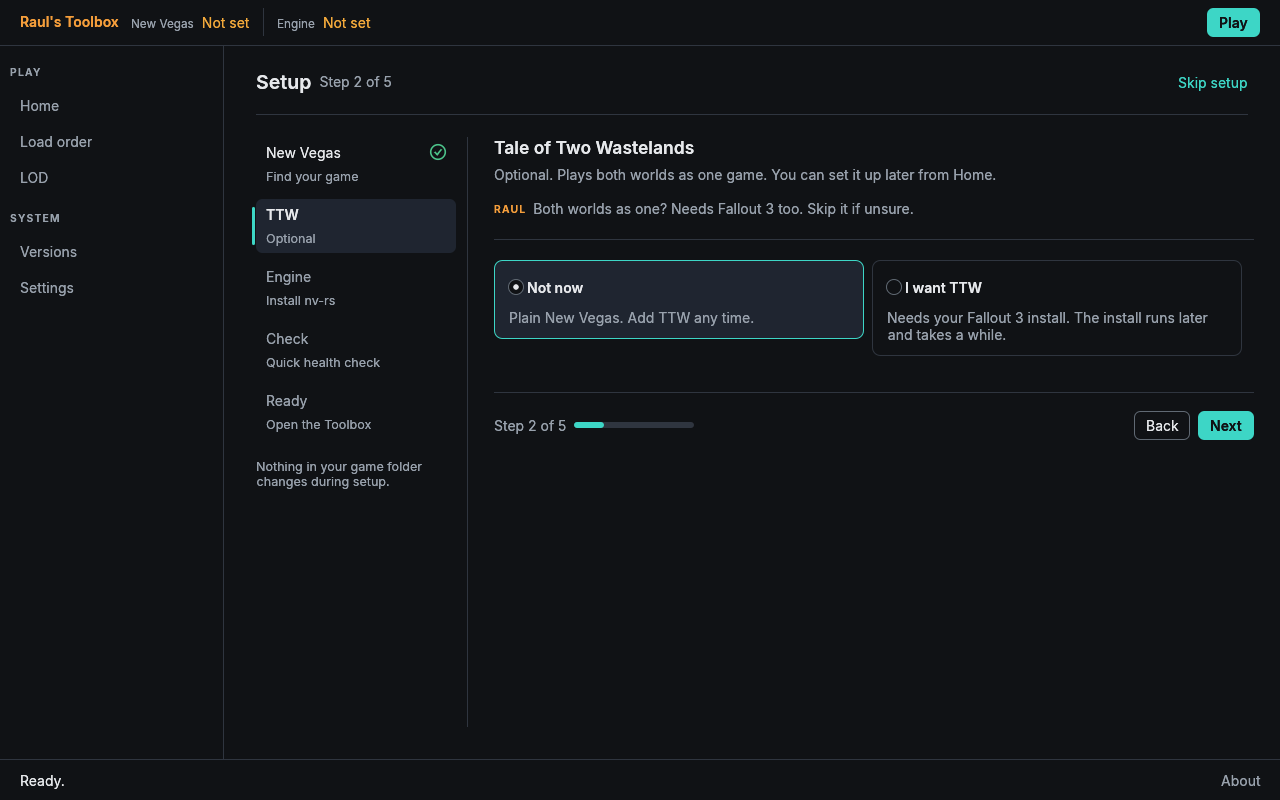 Raul's Toolbox New Vegas Not set Engine Not set Play
PLAY
Home
Load order
LOD
SYSTEM
Versions
Settings
Setup Step 2 of 5 Skip setup
New Vegas
Find your game
TTW
Optional
Engine
Install nv-rs
Check
Quick health check
Ready
Open the Toolbox
Nothing in your game folder
changes during setup.
Tale of Two Wastelands
Optional. Plays both worlds as one game. You can set it up later from Home.
RAUL Both worlds as one? Needs Fallout 3 too. Skip it if unsure.
Not now
Plain New Vegas. Add TTW any time.
I want TTW
Needs your Fallout 3 install. The install runs later
and takes a while.
Step 2 of 5 Back Next
Ready. About